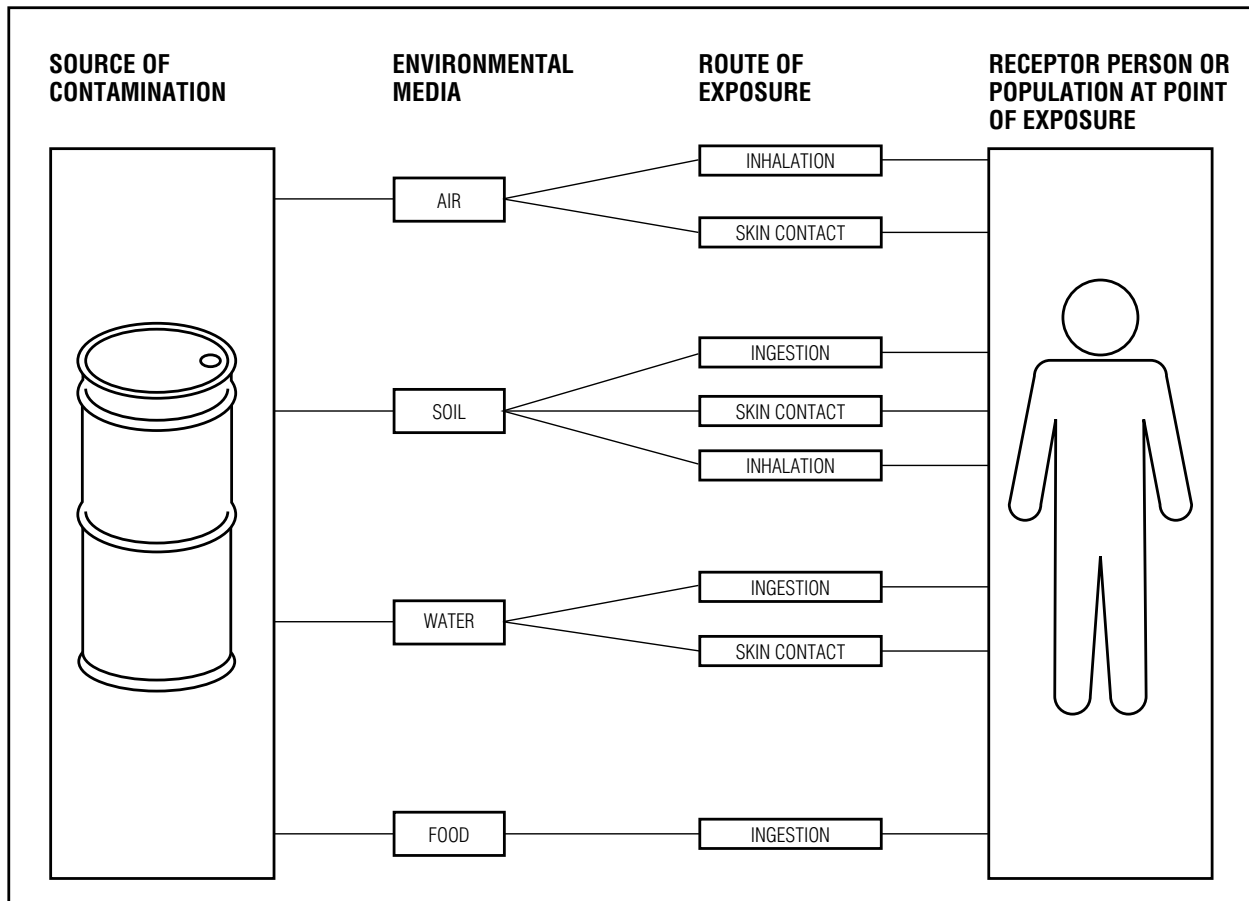 SOURCE OF
CONTAMINATION
ENVIRONMENTAL
MEDIA
ROUTE OF
EXPOSURE
RECEPTOR PERSON OR
POPULATION AT POINT
OF EXPOSURE
AIR
INHALATION
SKIN CONTACT
SOIL
INGESTION
SKIN CONTACT
INHALATION
WATER
INGESTION
SKIN CONTACT
FOOD
INGESTION